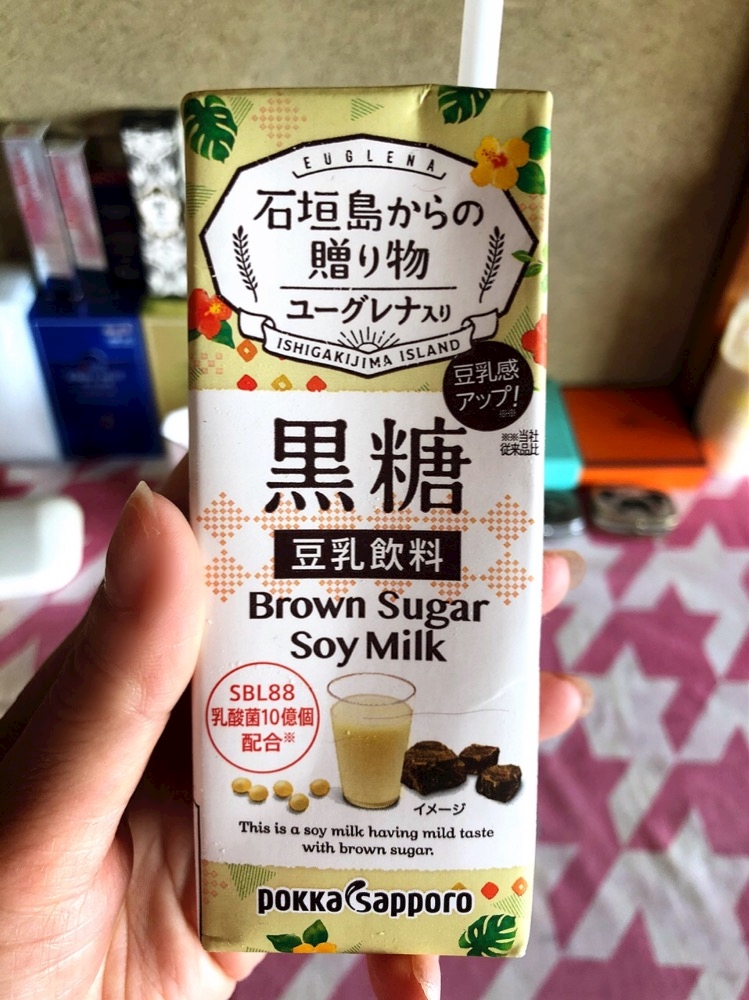 EUGLENA
石垣島からの
贈り物
ユーグレナ入り
ISHIGAKIJIMA ISLAND
豆乳感
アップ!
※※
※※当社
従来品比
黒糖
豆乳飲料
Brown Sugar
Soy Milk
SBL88
乳酸菌10億個
配合※
イメージ
This is a soy milk having mild taste
with brown sugar.
pokka sapporo